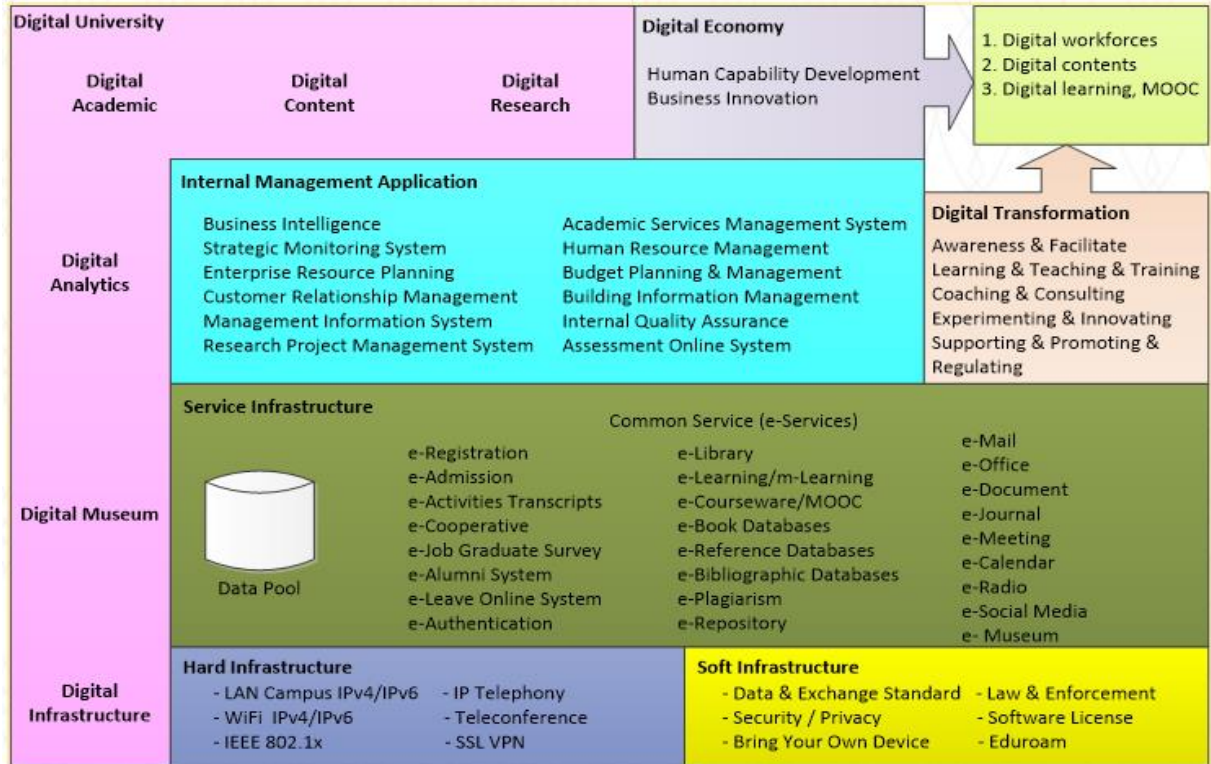 Digital University
Digital
Academic
Digital
Content
Digital
Research
Digital Economy
Human Capability Development
Business Innovation
1. Digital workforces
2. Digital contents
3. Digital learning, MOOC
Digital
Analytics
Internal Management Application
Business Intelligence
Strategic Monitoring System
Enterprise Resource Planning
Customer Relationship Management
Management Information System
Research Project Management System
Academic Services Management System
Human Resource Management
Budget Planning & Management
Building Information Management
Internal Quality Assurance
Assessment Online System
Digital Transformation
Awareness & Facilitate
Learning & Teaching & Training
Coaching & Consulting
Experimenting & Innovating
Supporting & Promoting &
Regulating
Digital Museum
Service Infrastructure
Common Service (e-Services)
Data Pool
e-Registration
e-Admission
e-Activities Transcripts
e-Cooperative
e-Job Graduate Survey
e-Alumni System
e-Leave Online System
e-Authentication
e-Library
e-Learning/m-Learning
e-Courseware/MOOC
e-Book Databases
e-Reference Databases
e-Bibliographic Databases
e-Plagiarism
e-Repository
e-Mail
e-Office
e-Document
e-Journal
e-Meeting
e-Calendar
e-Radio
e-Social Media
e- Museum
Digital
Infrastructure
Hard Infrastructure
- LAN Campus IPv4/IPv6
- WiFi IPv4/IPv6
- IEEE 802.1x
- IP Telephony
- Teleconference
- SSL VPN
Soft Infrastructure
- Data & Exchange Standard
- Security / Privacy
- Bring Your Own Device
- Law & Enforcement
- Software License
- Eduroam